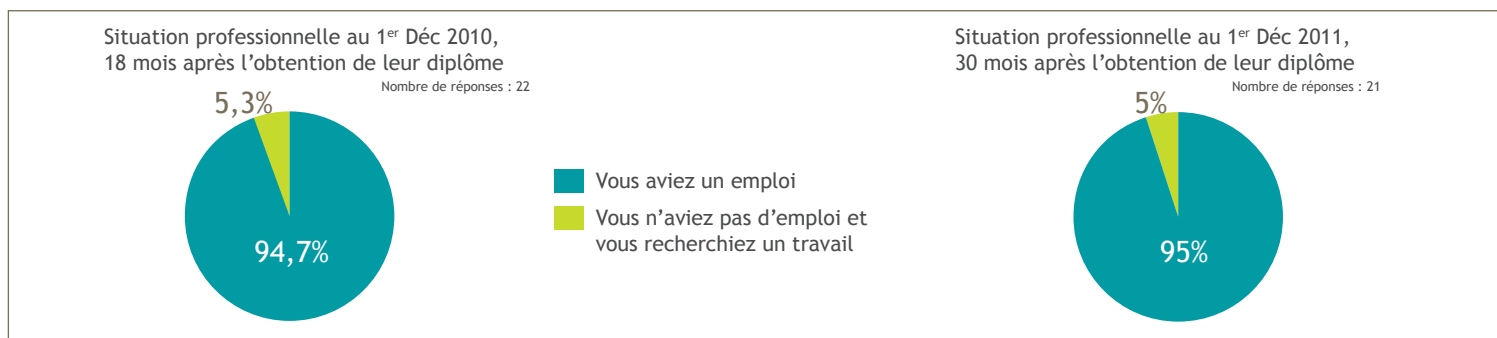 Situation professionnelle au 1er Déc 2010,
18 mois après l'obtention de leur diplôme
Nombre de réponses : 22
5,3%
94,7%
Vous aviez un emploi
Vous n'aviez pas d'emploi et
vous recherchiez un travail
Situation professionnelle au 1er Déc 2011,
30 mois après l'obtention de leur diplôme
Nombre de réponses : 21
5%
95%